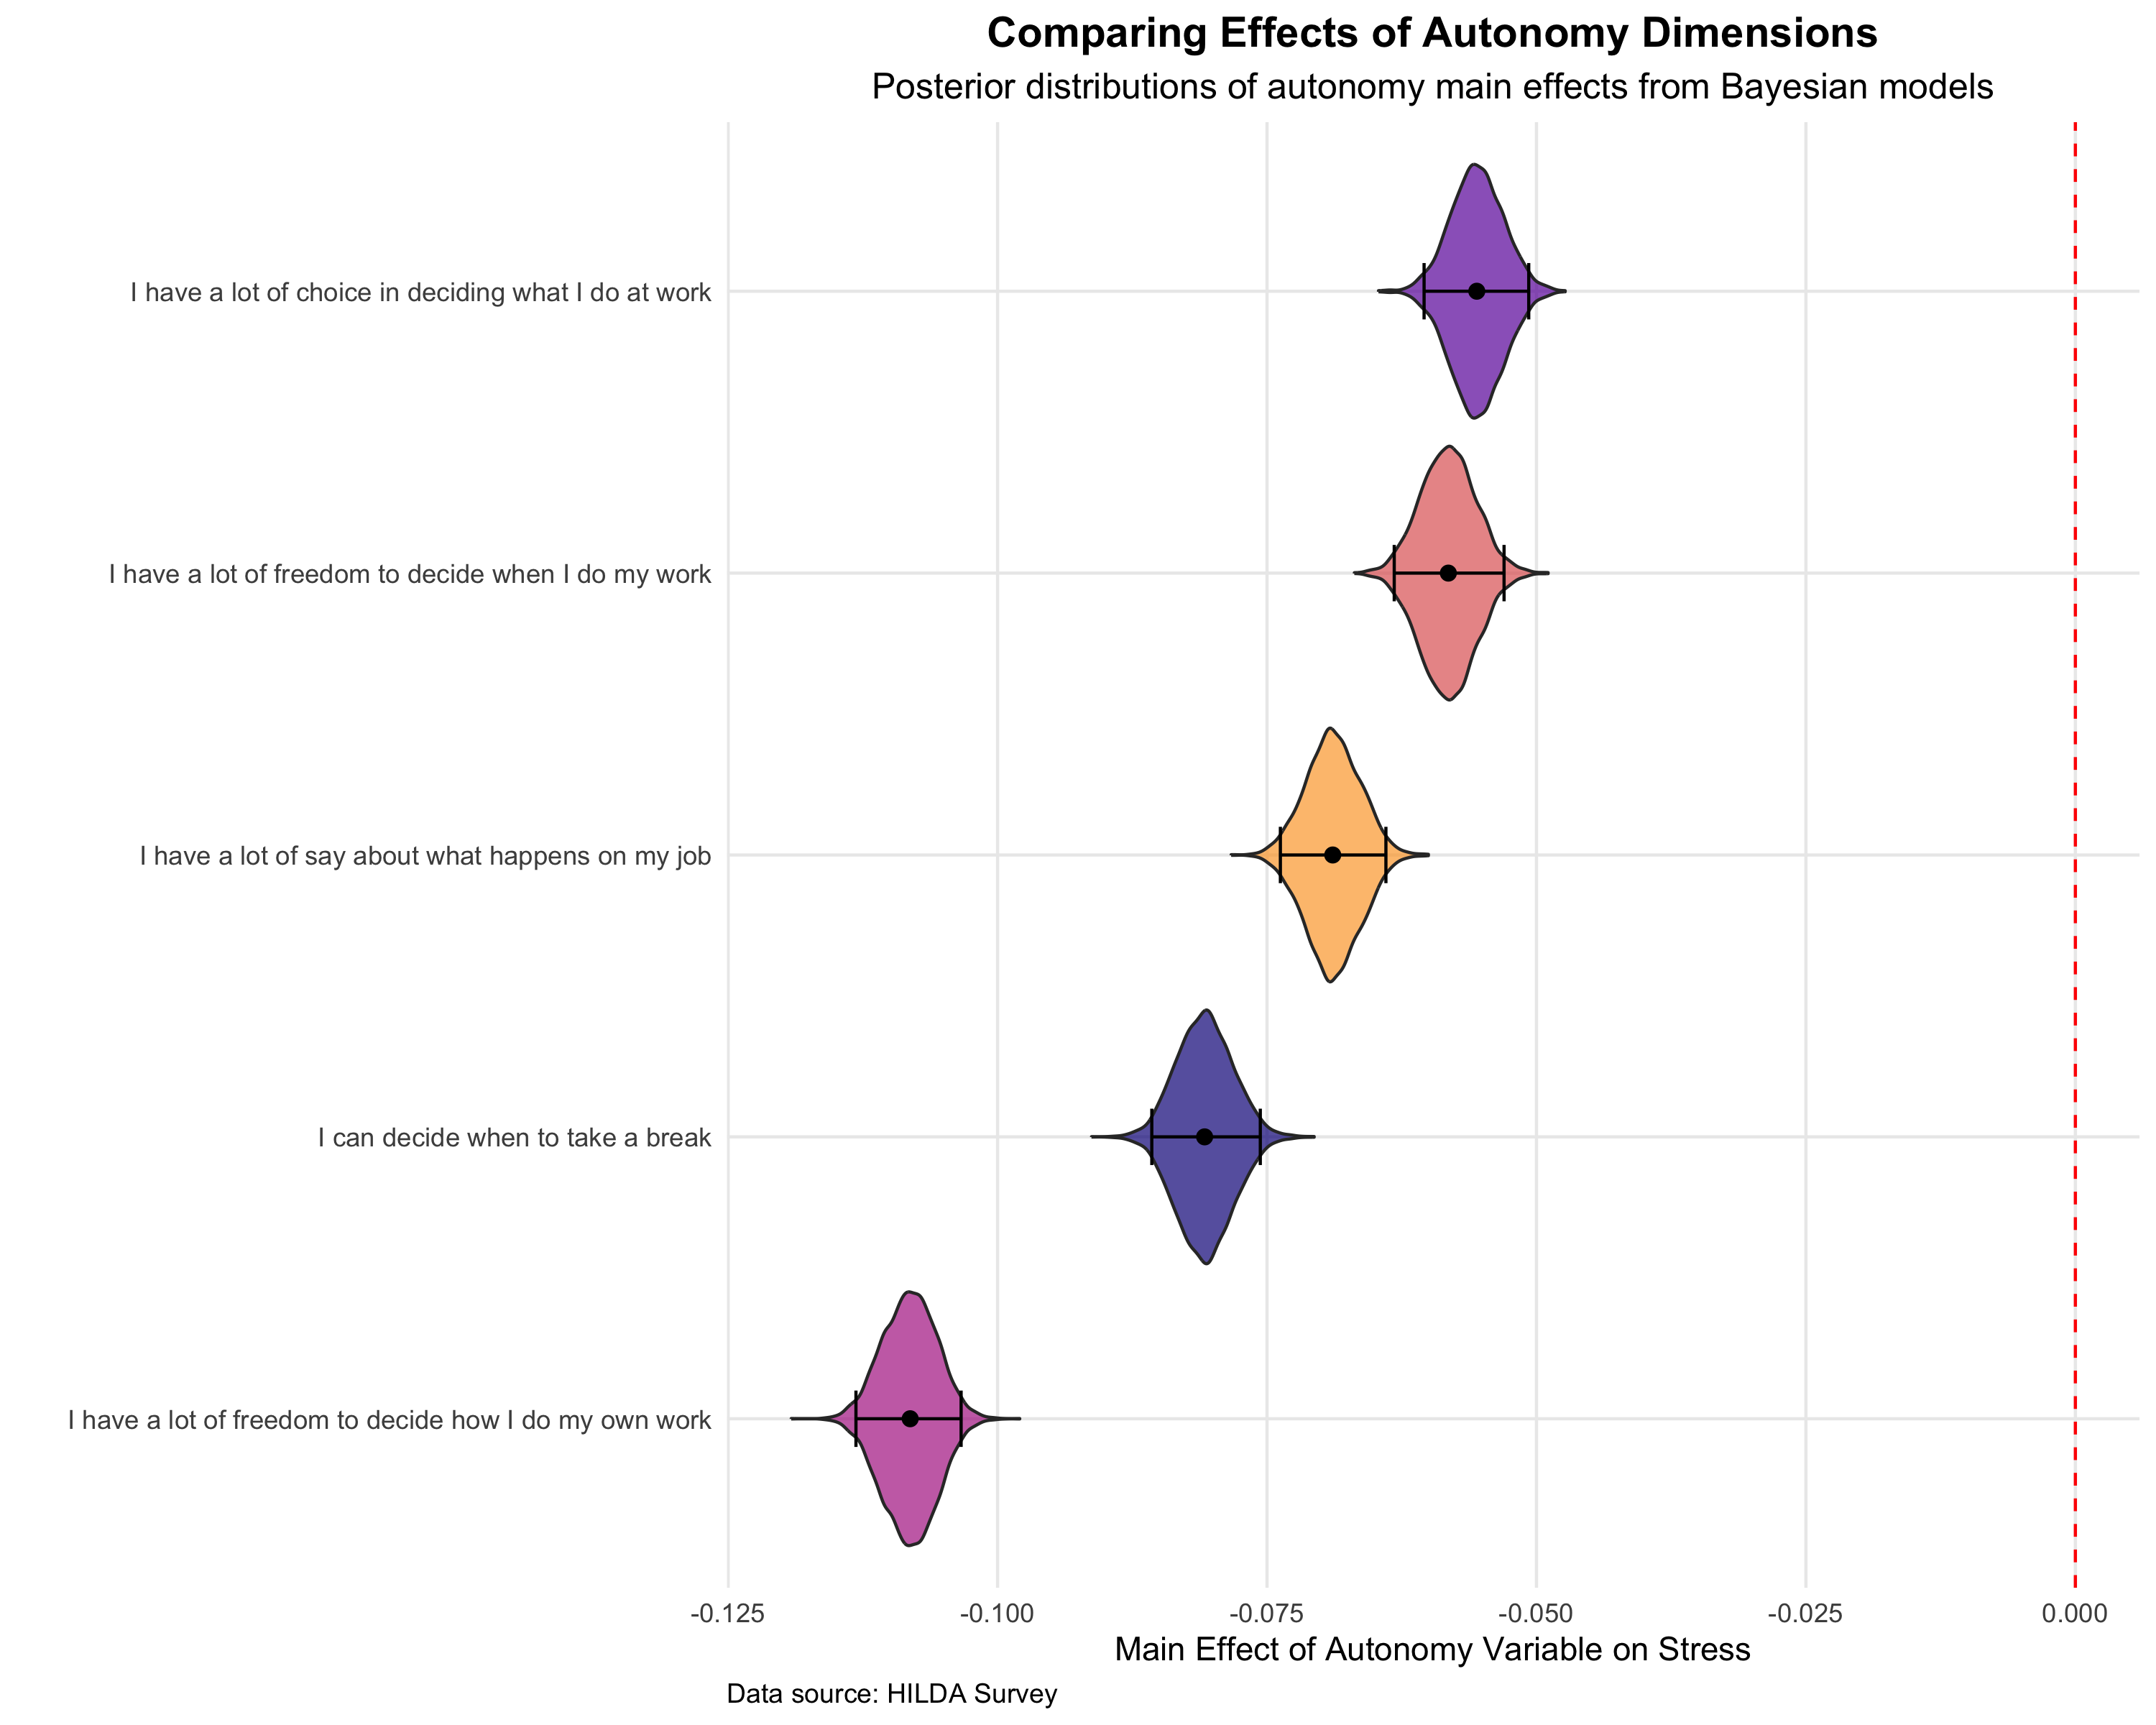 Comparing Effects of Autonomy Dimensions
Posterior distributions of autonomy main effects from Bayesian models
I have a lot of choice in deciding what I do at work
I have a lot of freedom to decide when I do my work
I have a lot of say about what happens on my job
I can decide when to take a break
I have a lot of freedom to decide how I do my own work
-0.125 -0.100 -0.075 -0.050 -0.025 0.000
Main Effect of Autonomy Variable on Stress
Data source: HILDA Survey